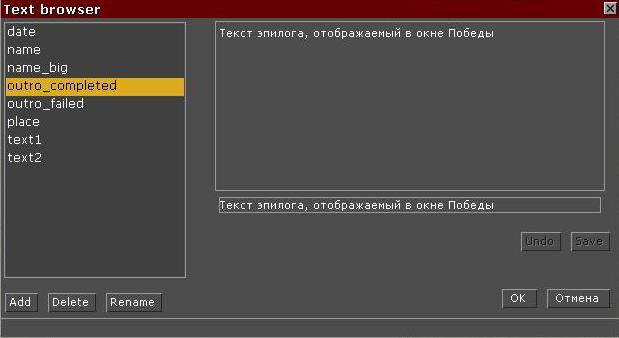 Text browser
date
name
name_big
outro_completed
outro_failed
place
text1
text2
Текст эпилога, отображаемый в окне Победы
Текст эпилога, отображаемый в окне Победы
Undo
Save
Add
Delete
Rename
OK
Отмена